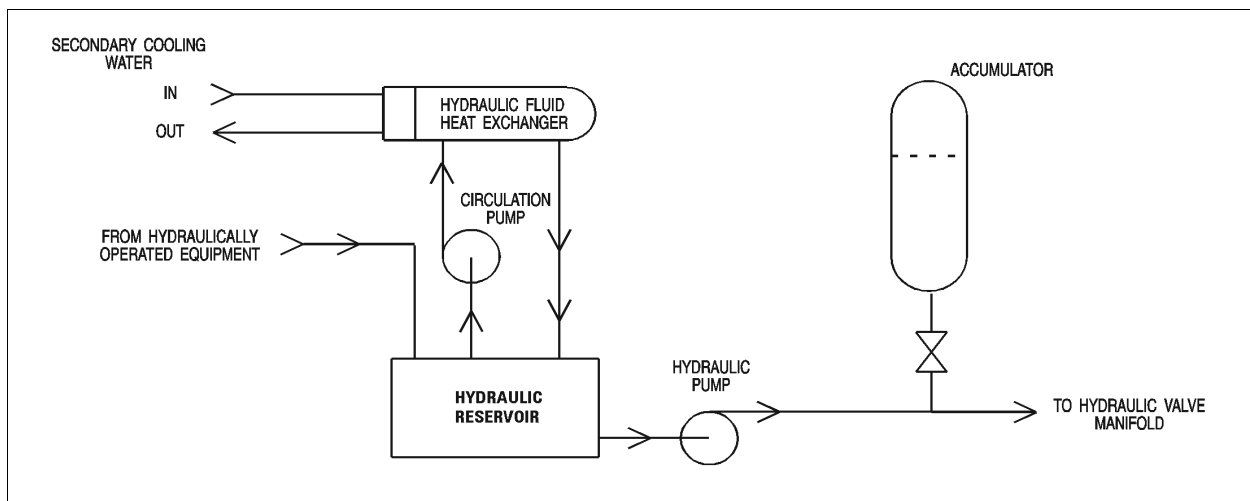 SECONDARY COOLING
WATER
IN
OUT
HYDRAULIC FLUID
HEAT EXCHANGER
ACCUMULATOR
CIRCULATION
PUMP
FROM HYDRAULICALLY
OPERATED EQUIPMENT
HYDRAULIC
RESERVOIR
HYDRAULIC
PUMP
TO HYDRAULIC VALVE
MANIFOLD